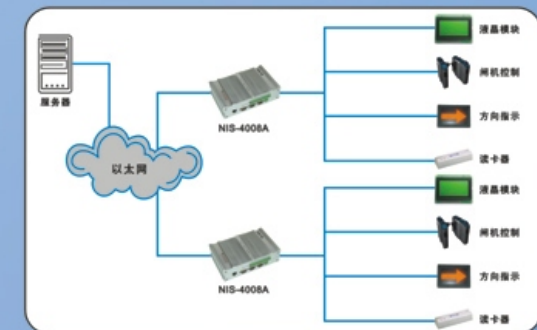 液晶模块
服务器
闸机控制
NIS-4008A
方向指示
以太网
读卡器
液晶模块
闸机控制
NIS-4008A
方向指示
读卡器